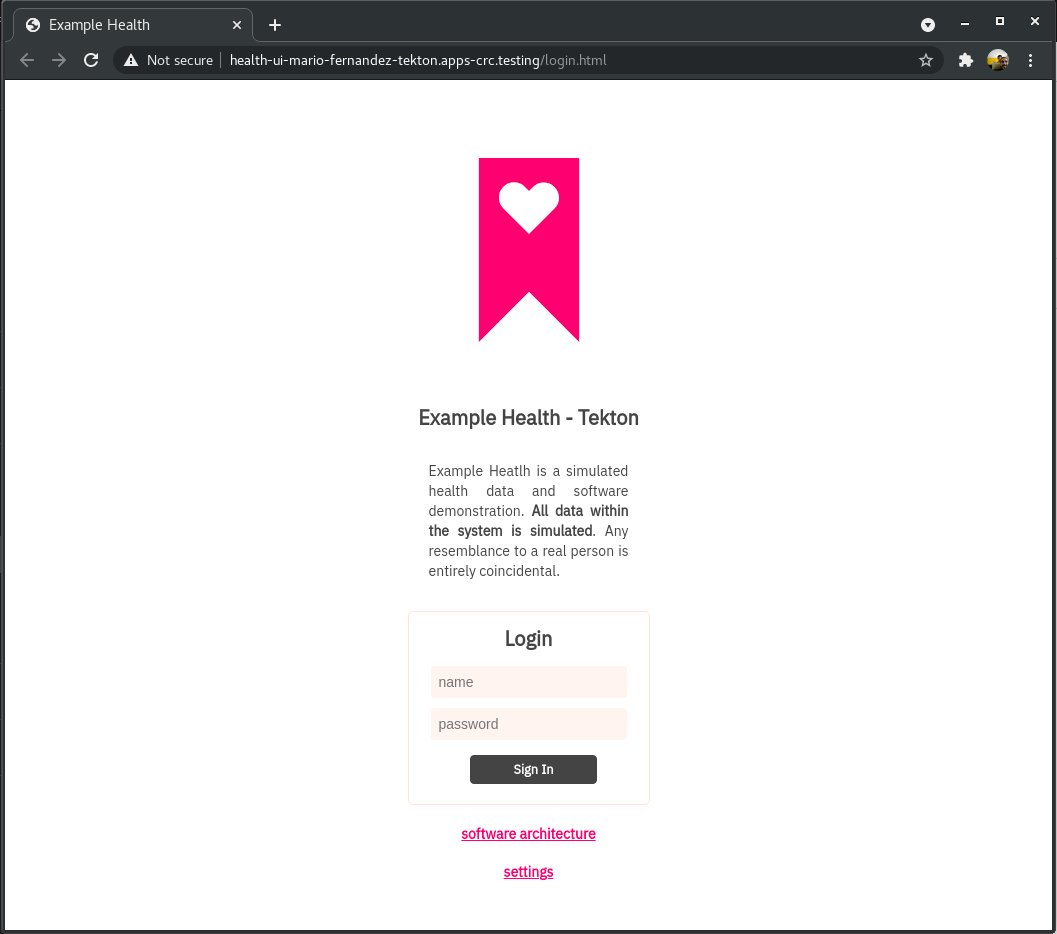 Example Health
Not secure
health-ui-mario-fernandez-tekton.apps-crc.testing/login.html
Example Health - Tekton
Example Heatlh is a simulated
health data and software
demonstration. All data within
the system is simulated. Any
resemblance to a real person is
entirely coincidental.
Login
name
password
Sign In
software architecture
settings